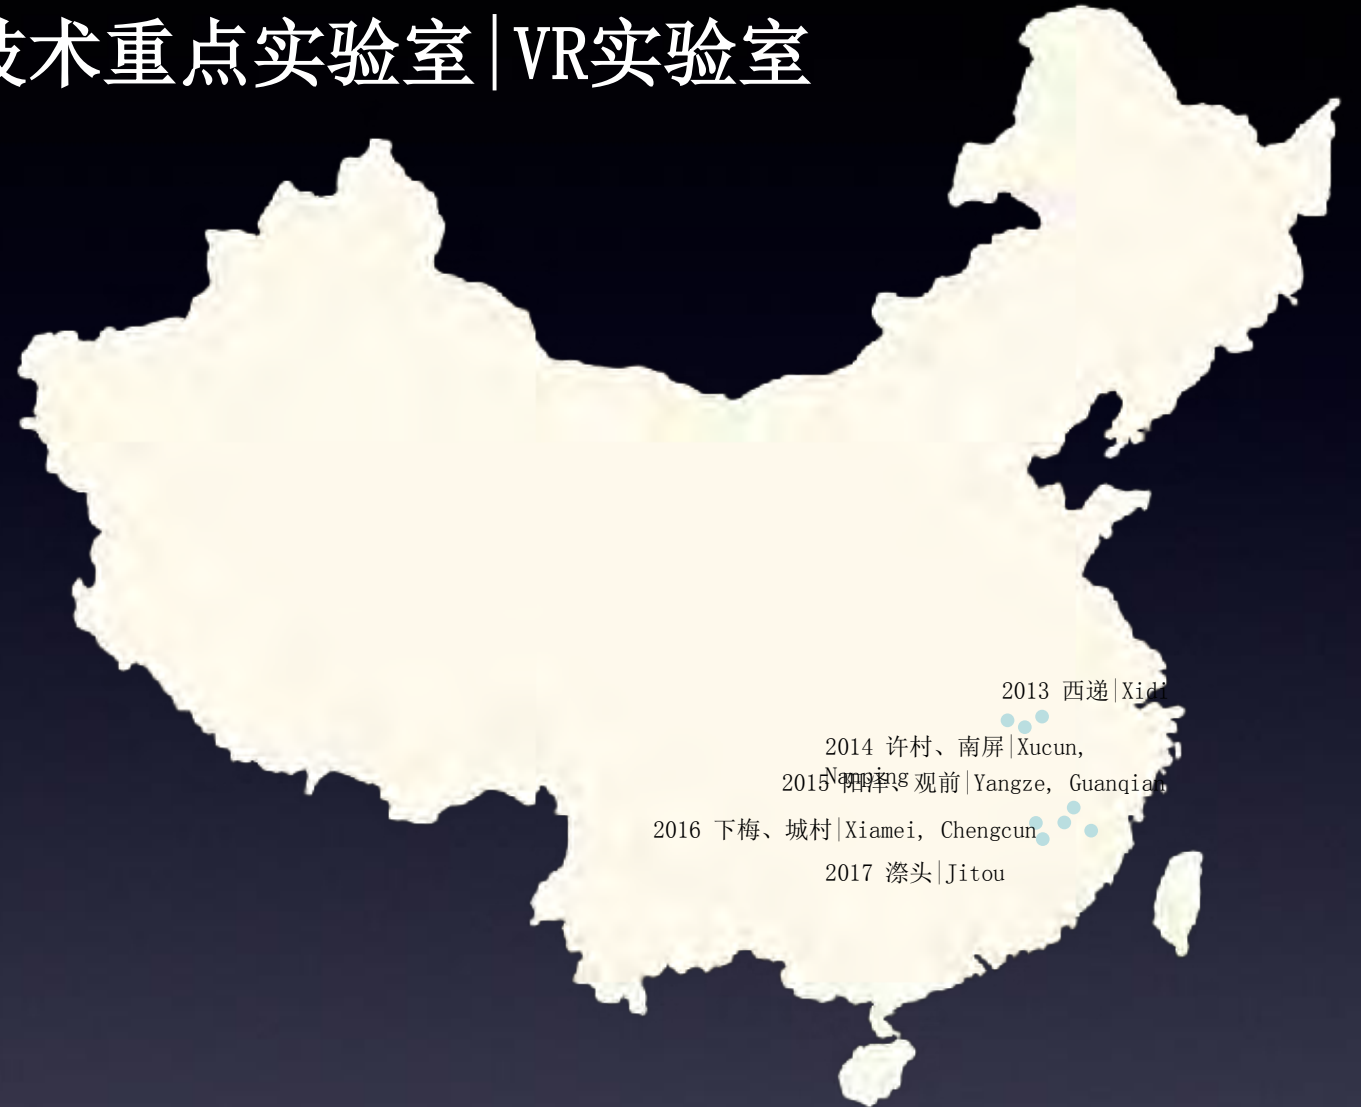 技术重点实验室|VR实验室
2013 西递|Xidi
2014 许村、南屏|Xucun,
Nanping
2015 阳泽、观前|Yangze, Guanqian
2016 下梅、城村|Xiamei, Chengcun
2017 漈头|Jitou